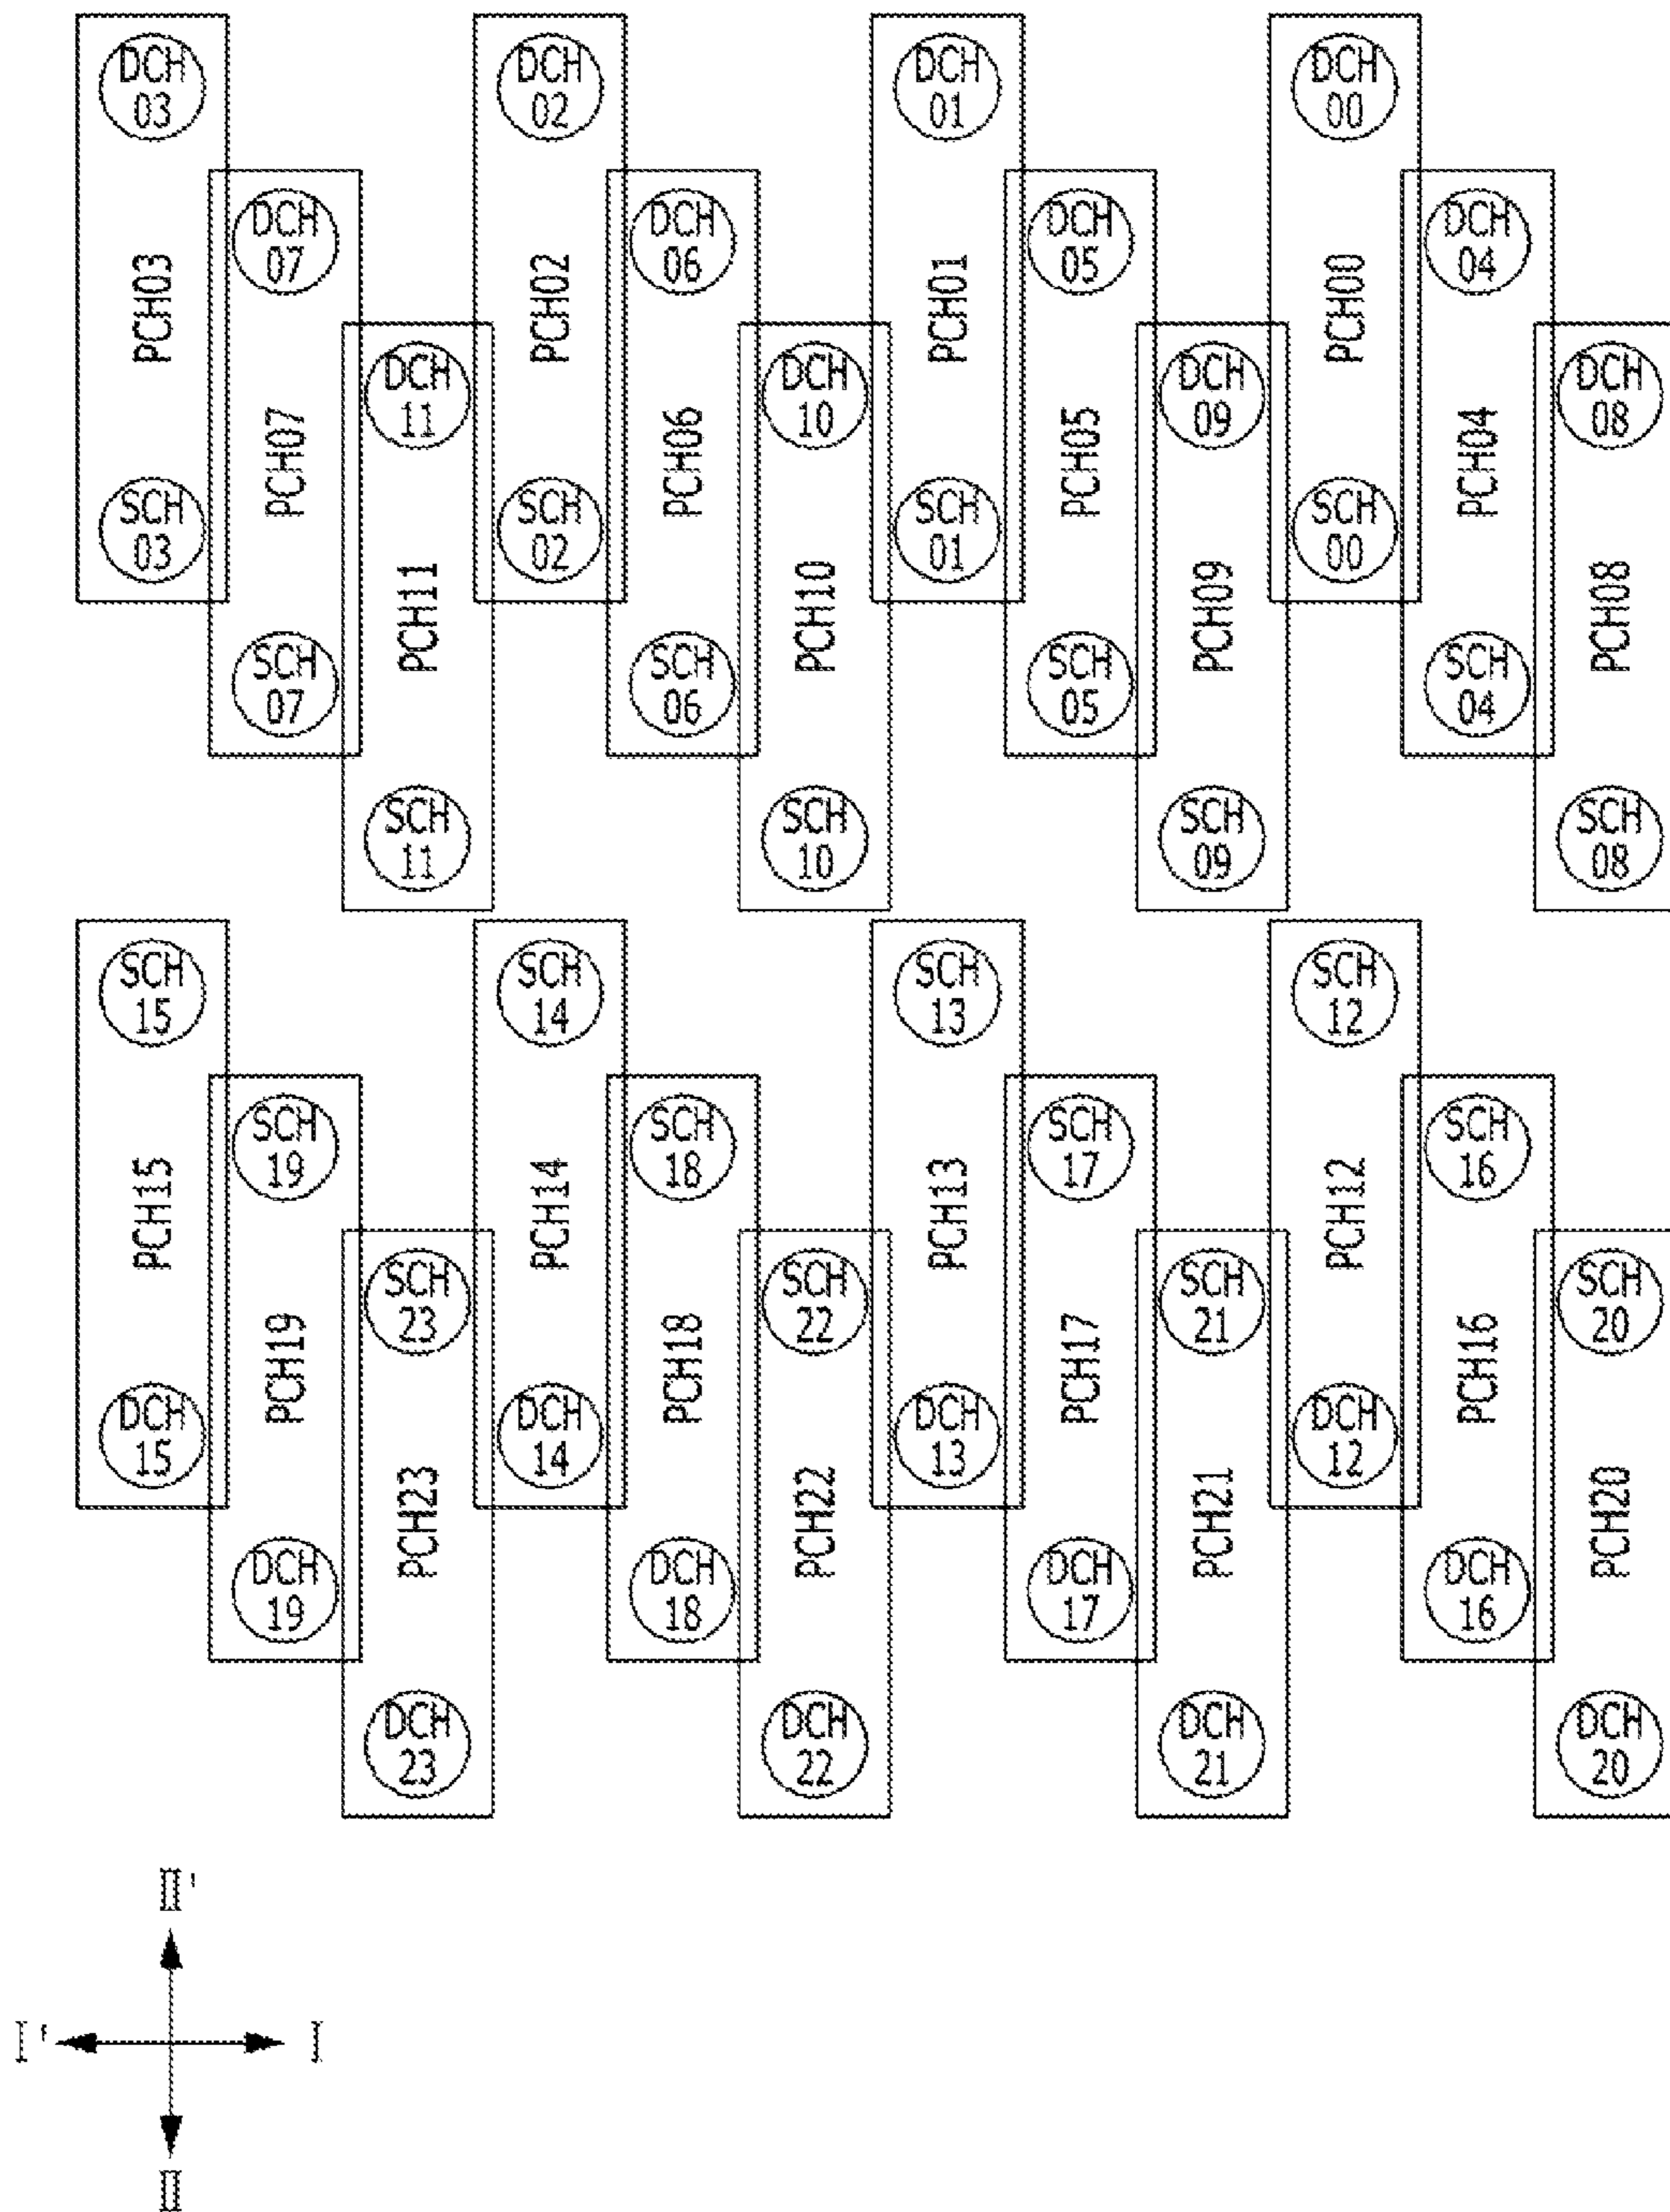 DCH
03
DCH
02
DCH
01
DCH
00
DCH
07
DCH
06
DCH
05
DCH
04
PCH03
PCH02
PCH01
PCH00
DCH
11
DCH
10
DCH
09
DCH
08
PCH07
PCH06
PCH05
PCH04
SCH
03
SCH
02
SCH
01
SCH
00
PCH11
PCH10
PCH09
PCH08
SCH
07
SCH
06
SCH
05
SCH
04
SCH
11
SCH
10
SCH
09
SCH
08
SCH
15
SCH
14
SCH
13
SCH
12
SCH
19
SCH
18
SCH
17
SCH
16
PCH15
PCH14
PCH13
PCH12
SCH
23
SCH
22
SCH
21
SCH
20
PCH19
PCH18
PCH17
PCH16
DCH
15
DCH
14
DCH
13
DCH
12
PCH23
PCH22
PCH21
PCH20
DCH
19
DCH
18
DCH
17
DCH
16
DCH
23
DCH
22
DCH
21
DCH
20
Ⅱ'
Ⅰ'
Ⅰ
Ⅱ